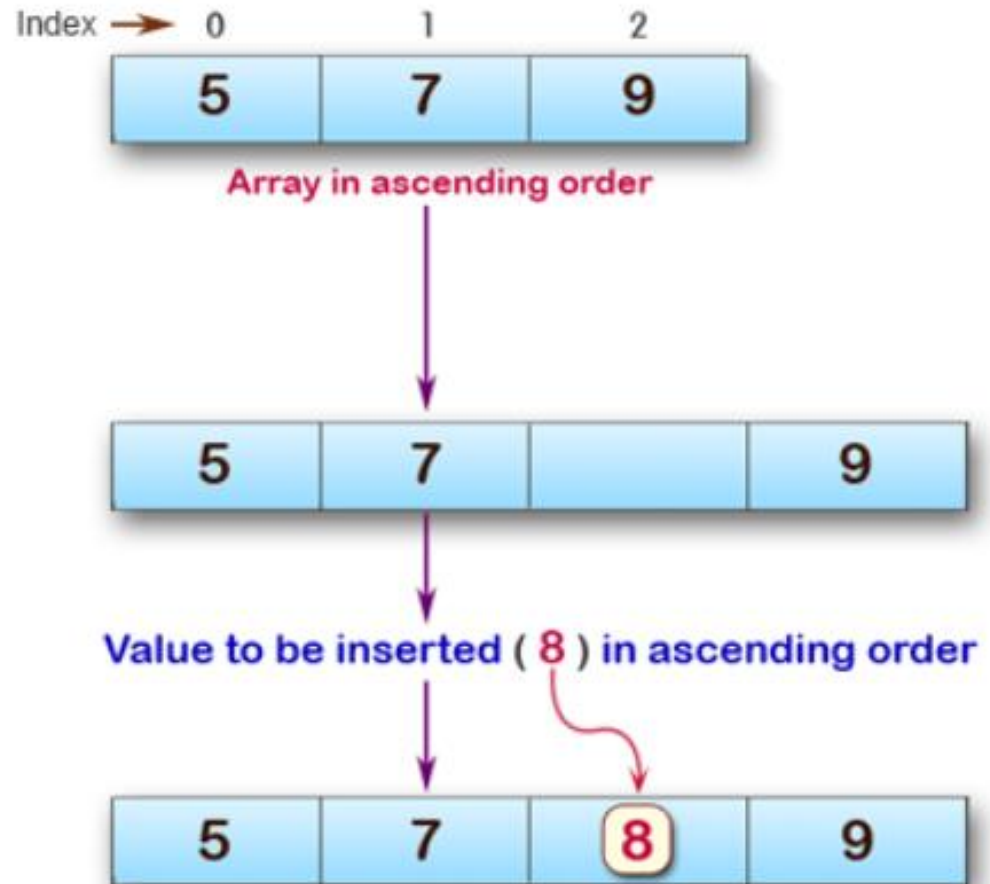 Index 0 1 2
5 7 9
Array in ascending order
5 7 9
Value to be inserted ( 8 ) in ascending order
5 7 8 9